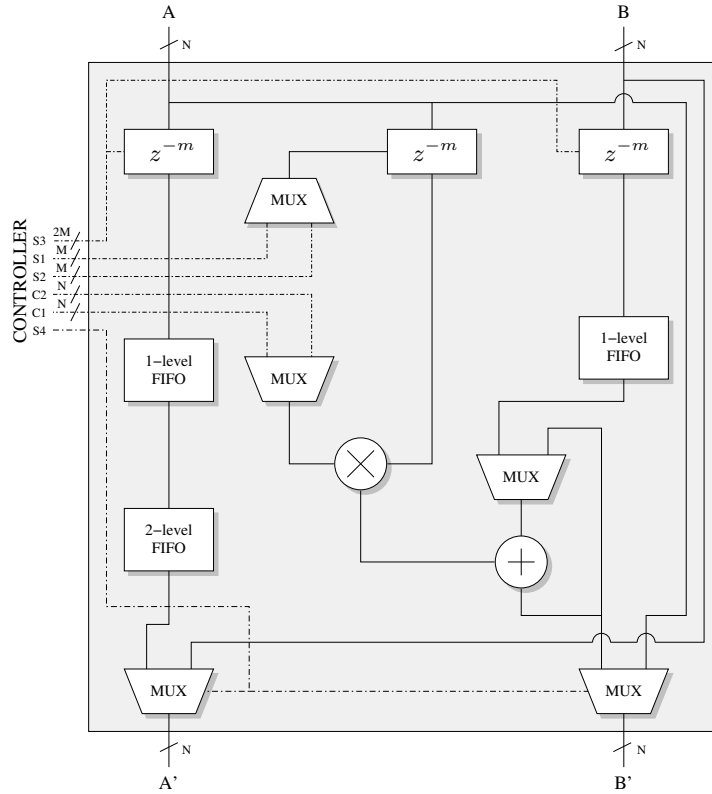 A
B
N
N
z^{-m}
z^{-m}
z^{-m}
MUX
CONTROLLER
S3 2M
S1 M
S2 M
C2 N
C1 N
S4
1-level
FIFO
1-level
FIFO
MUX
MUX
2-level
FIFO
MUX
MUX
N
N
A'
B'